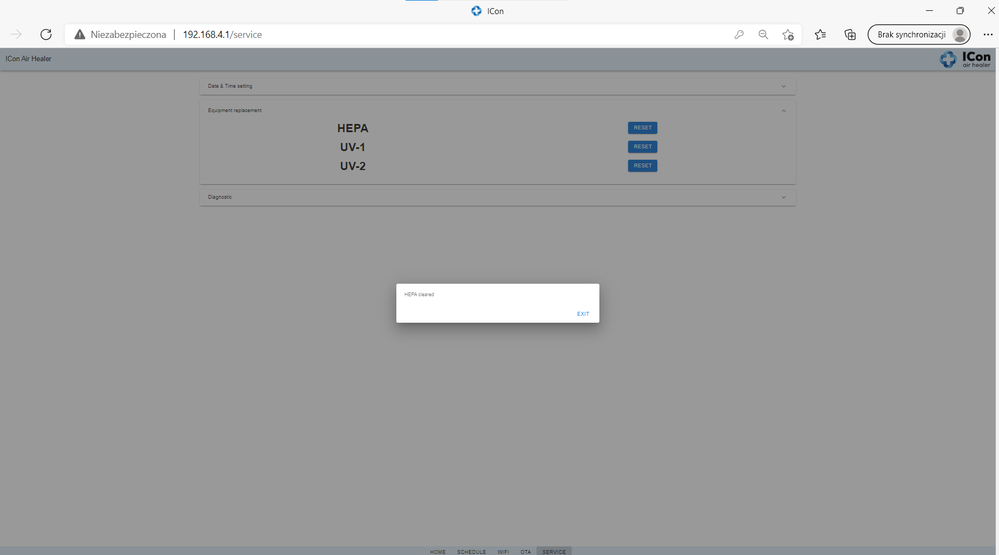 ICon
Niezabezpieczona | 192.168.4.1/service
Brak synchronizacji
ICon Air Healer
ICon
air healer
Date & Time setting
Equipment replacement
HEPA
RESET
UV-1
RESET
UV-2
RESET
Diagnostic
HEPA cleared
EXIT
HOME
SCHEDULE
WIFI
OTA
SERVICE